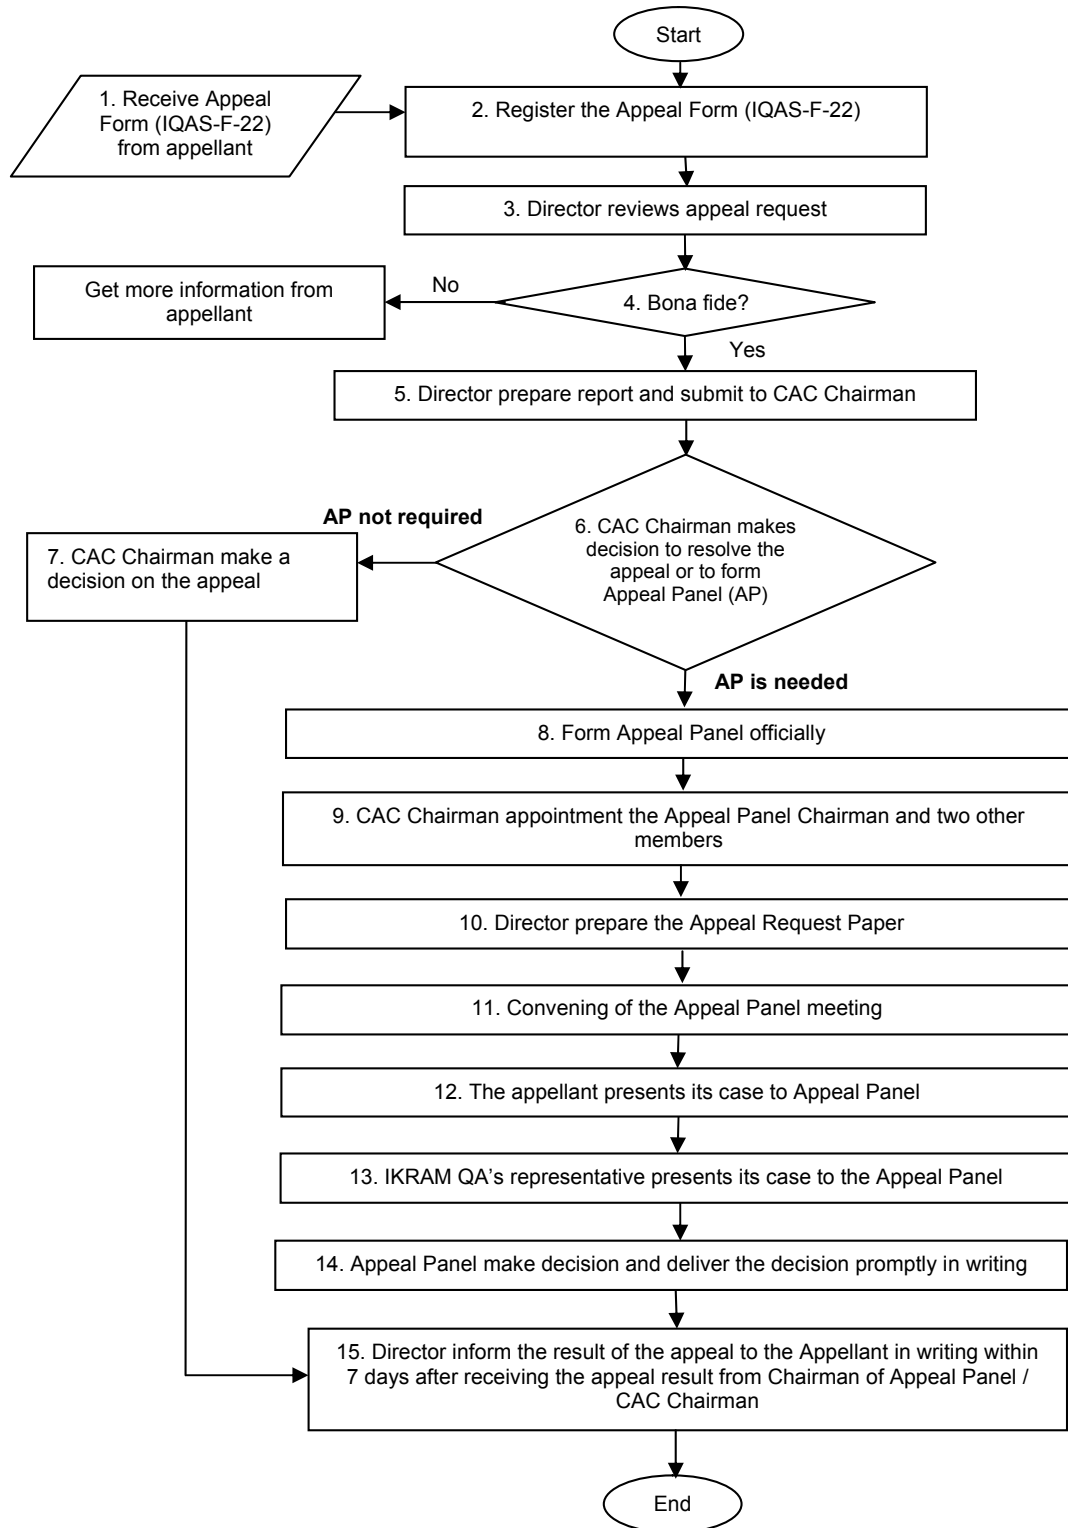 Start
1. Receive Appeal
Form (IQAS-F-22)
from appellant
2. Register the Appeal Form (IQAS-F-22)
3. Director reviews appeal request
Get more information from
appellant
No
4. Bona fide?
Yes
5. Director prepare report and submit to CAC Chairman
AP not required
6. CAC Chairman makes
decision to resolve the
appeal or to form
Appeal Panel (AP)
7. CAC Chairman make a
decision on the appeal
AP is needed
8. Form Appeal Panel officially
9. CAC Chairman appointment the Appeal Panel Chairman and two other
members
10. Director prepare the Appeal Request Paper
11. Convening of the Appeal Panel meeting
12. The appellant presents its case to Appeal Panel
13. IKRAM QA’s representative presents its case to the Appeal Panel
14. Appeal Panel make decision and deliver the decision promptly in writing
15. Director inform the result of the appeal to the Appellant in writing within
7 days after receiving the appeal result from Chairman of Appeal Panel /
CAC Chairman
End